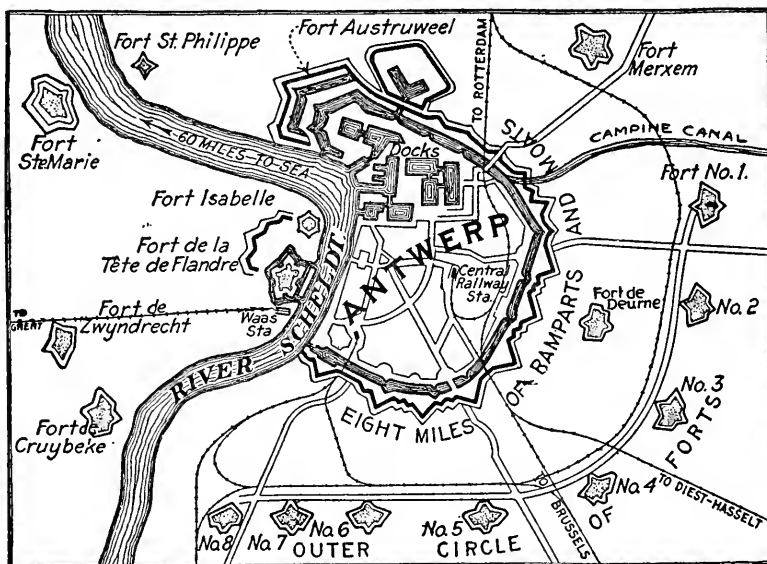 Fort St. Philippe
Fort Austruweel
TO ROTTERDAM
Fort
Merxem
Fort
Ste Marie
60 MILES TO SEA
Docks
MOATS
CAMPINE CANAL
Fort No. 1.
Fort Isabelle
AND
Fort de la
Tête de Flandre
ANTWERP
Central
Railway
Sta.
RAMPARTS
Fort de
Deurne
No. 2
TO
GREAT
Fort de
Zwyndrecht
Waas
Sta
RIVER SCHELDT
No. 3
OF
EIGHT MILES
FORTS
Fort de
Cruybeke
No. 4
TO DIEST-HASSELT
OF
BRUSSELS
No. 8
No. 7
No. 6
No. 5
OUTER
CIRCLE